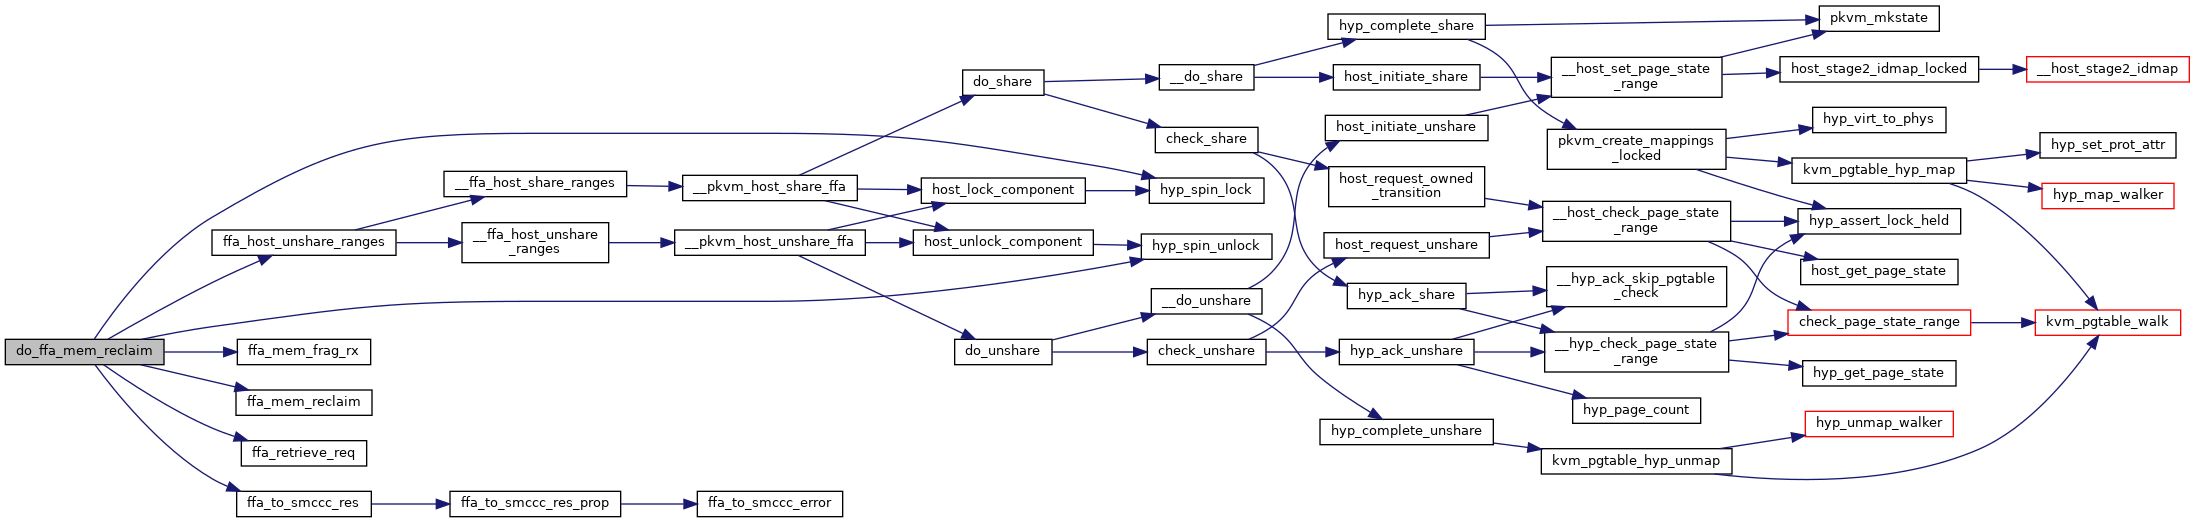 do_ffa_mem_reclaim
ffa_host_unshare_ranges
ffa_mem_frag_rx
ffa_mem_reclaim
ffa_retrieve_req
ffa_to_smccc_res
__ffa_host_share_ranges
__ffa_host_unshare
_ranges
ffa_to_smccc_res_prop
__pkvm_host_share_ffa
__pkvm_host_unshare_ffa
ffa_to_smccc_error
do_share
host_lock_component
host_unlock_component
do_unshare
__do_share
check_share
hyp_spin_lock
hyp_spin_unlock
__do_unshare
check_unshare
hyp_complete_share
host_initiate_share
host_initiate_unshare
host_request_owned
_transition
host_request_unshare
hyp_ack_share
hyp_ack_unshare
hyp_complete_unshare
__host_set_page_state
_range
pkvm_create_mappings
_locked
__host_check_page_state
_range
__hyp_ack_skip_pgtable
_check
__hyp_check_page_state
_range
hyp_page_count
kvm_pgtable_hyp_unmap
pkvm_mkstate
host_stage2_idmap_locked
hyp_virt_to_phys
kvm_pgtable_hyp_map
hyp_assert_lock_held
host_get_page_state
check_page_state_range
hyp_get_page_state
hyp_unmap_walker
__host_stage2_idmap
hyp_set_prot_attr
hyp_map_walker
kvm_pgtable_walk